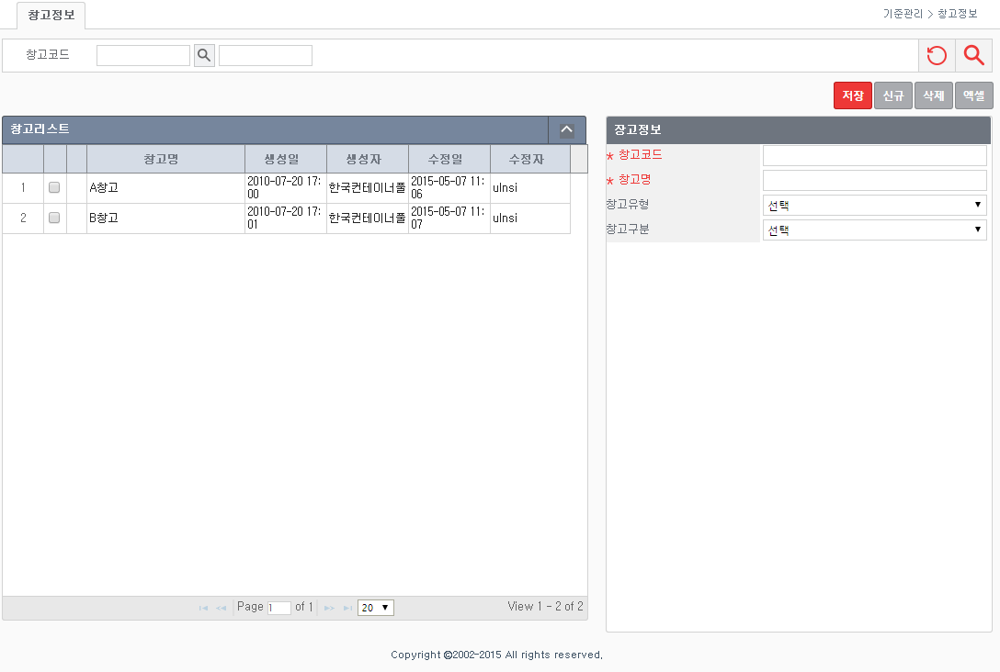 창고정보
기준관리 > 창고정보
창고코드
저장 신규 삭제 엑셀
창고리스트
창고명 생성일 생성자 수정일 수정자
1 A창고 2010-07-20 17:00 한국컨테이너풀 2015-05-07 11:06 ulnsi
2 B창고 2010-07-20 17:01 한국컨테이너풀 2015-05-07 11:07 ulnsi
Page 1 of 1 20 View 1 - 2 of 2
장고정보
* 창고코드
* 창고명
창고유형 선택
창고구분 선택
Copyright ©2002-2015 All rights reserved.